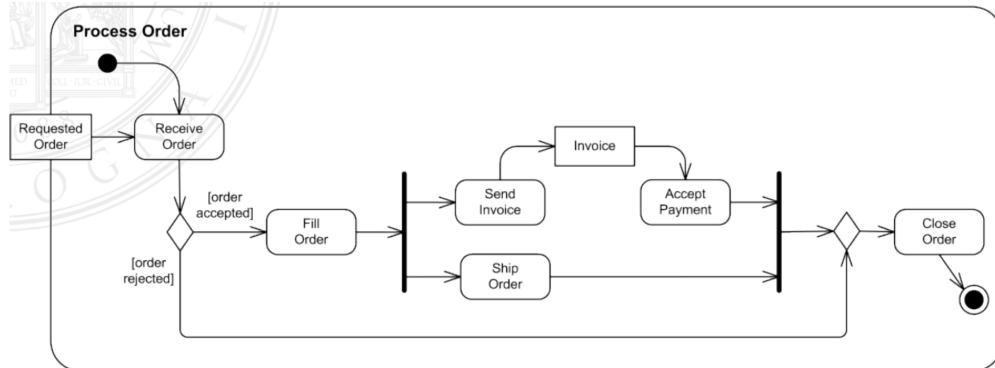 Process Order
Requested
Order
Receive
Order
[order
accepted]
[order
rejected]
Fill
Order
Send
Invoice
Invoice
Accept
Payment
Ship
Order
Close
Order